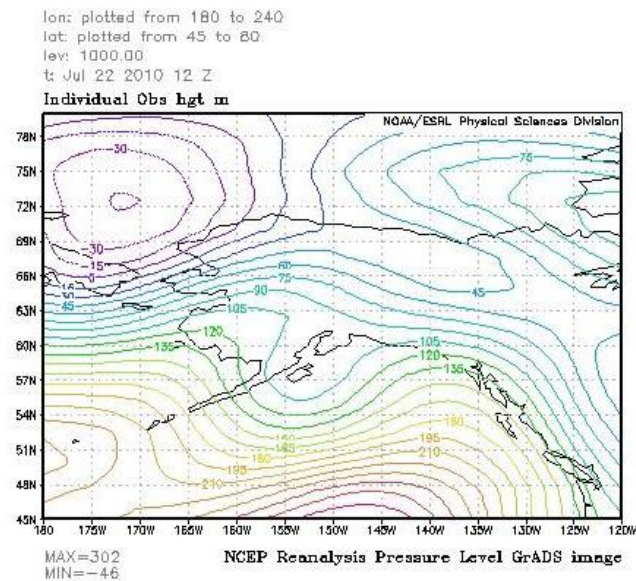 lon: plotted from 180 to 240
lat: plotted from 45 to 80
lev: 1000.00
t: Jul 22 2010 12 Z
Individual Obs hgt m
NOAA/ESRL Physical Sciences Division
78N
75N
72N
69N
66N
63N
60N
57N
54N
51N
48N
45N
-30
75
-30
-15
0
15
45
60
75
90
105
120
135
45
105
120
135
180
195
210
180
195
210
180 175W 170W 165W 160W 155W 150W 145W 140W 135W 130W 125W 120W
MAX=302
MIN=-46
NCEP Reanalysis Pressure Level GrADS image